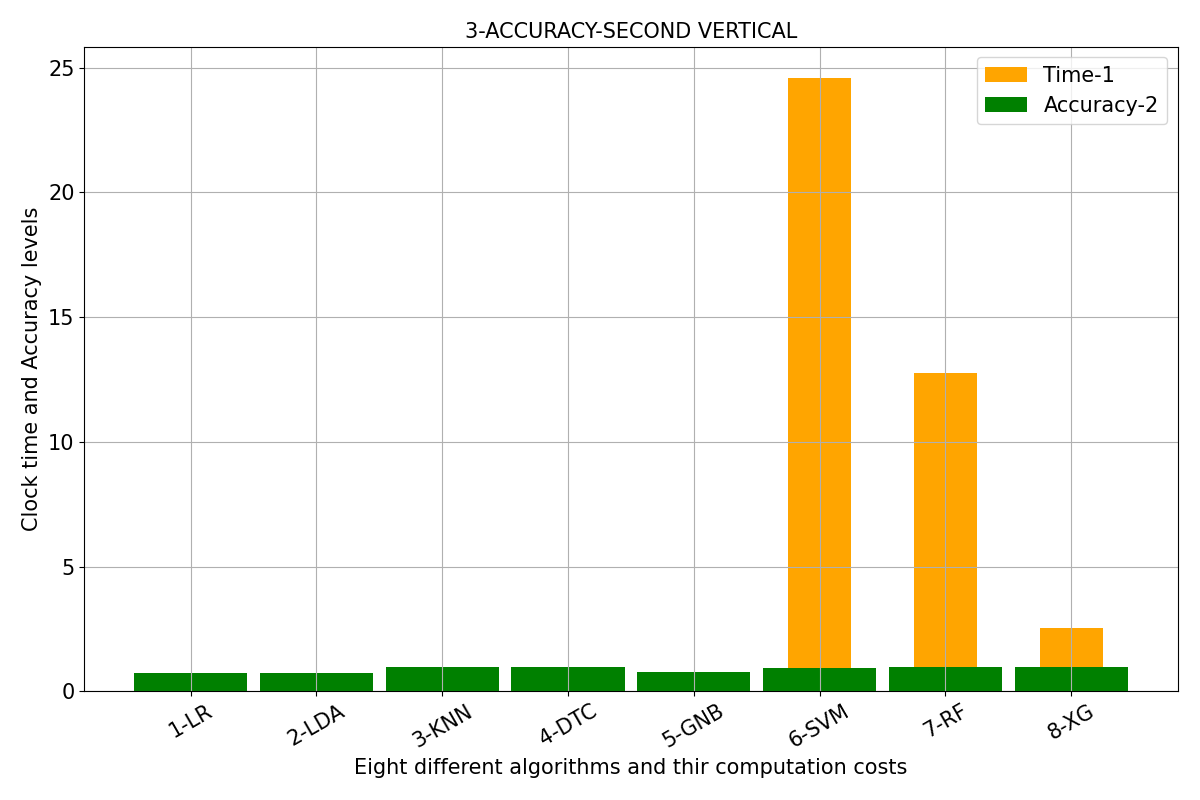 3-ACCURACY-SECOND VERTICAL
Time-1
Accuracy-2
Clock time and Accuracy levels
25
20
15
10
5
0
1-LR
2-LDA
3-KNN
4-DTC
5-GNB
6-SVM
7-RF
8-XG
Eight different algorithms and thir computation costs